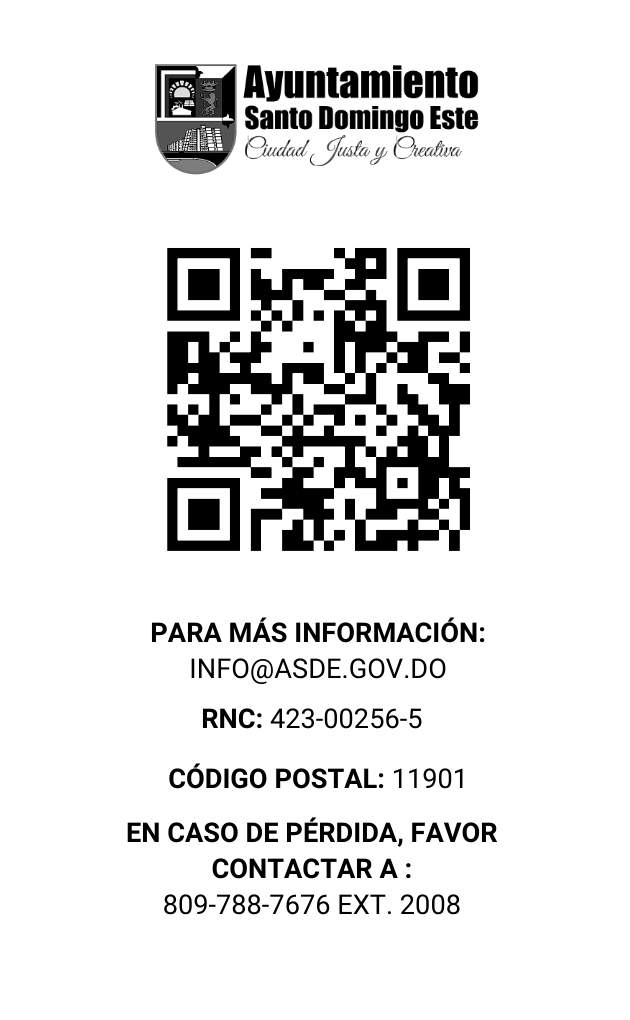 Ayuntamiento
Santo Domingo Este
Ciudad Justa y Creativa
PARA MÁS INFORMACIÓN:
INFO@ASDE.GOV.DO
RNC: 423-00256-5
CÓDIGO POSTAL: 11901
EN CASO DE PÉRDIDA, FAVOR
CONTACTAR A :
809-788-7676 EXT. 2008